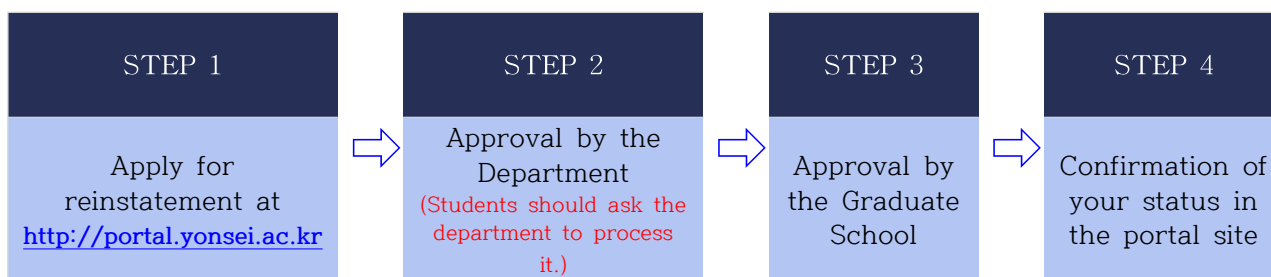 STEP 1
Apply for
reinstatement at
http://portal.yonsei.ac.kr
STEP 2
Approval by the
Department
(Students should ask the
department to process
it.)
STEP 3
Approval by
the Graduate
School
STEP 4
Confirmation of
your status in
the portal site